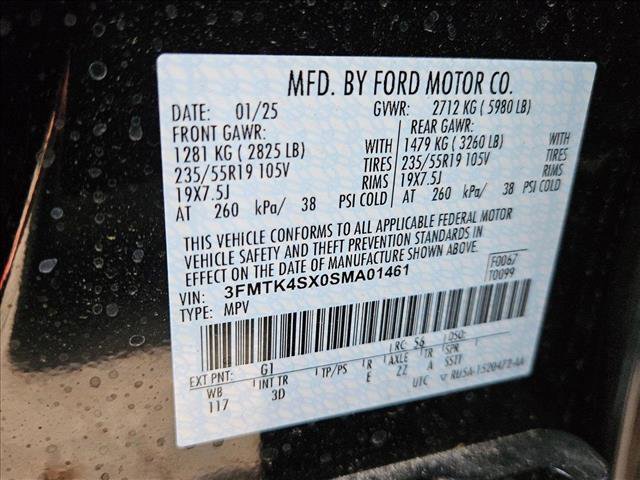 MFD. BY FORD MOTOR CO.
DATE: 01/25 GVWR: 2712 KG ( 5980 LB)
FRONT GAWR: REAR GAWR:
1281 KG ( 2825 LB) WITH 1479 KG ( 3260 LB) WITH
235/55R19 105V TIRES 235/55R19 105V TIRES
19X7.5J RIMS 19X7.5J RIMS
AT 260 kPa/ 38 PSI COLD AT 260 kPa/ 38 PSI COLD
THIS VEHICLE CONFORMS TO ALL APPLICABLE FEDERAL MOTOR
VEHICLE SAFETY AND THEFT PREVENTION STANDARDS IN
EFFECT ON THE DATE OF MANUFACTURE SHOWN ABOVE.
F0067
T0099
VIN: 3FMTK4SX0SMA01461
TYPE: MPV
EXT PNT: G1 RC: 56 DSO:
WB INT TR TP/PS R AXLE TR SPR
117 3D E ZZ A SSTT
UTC RU5A-1520472-AA